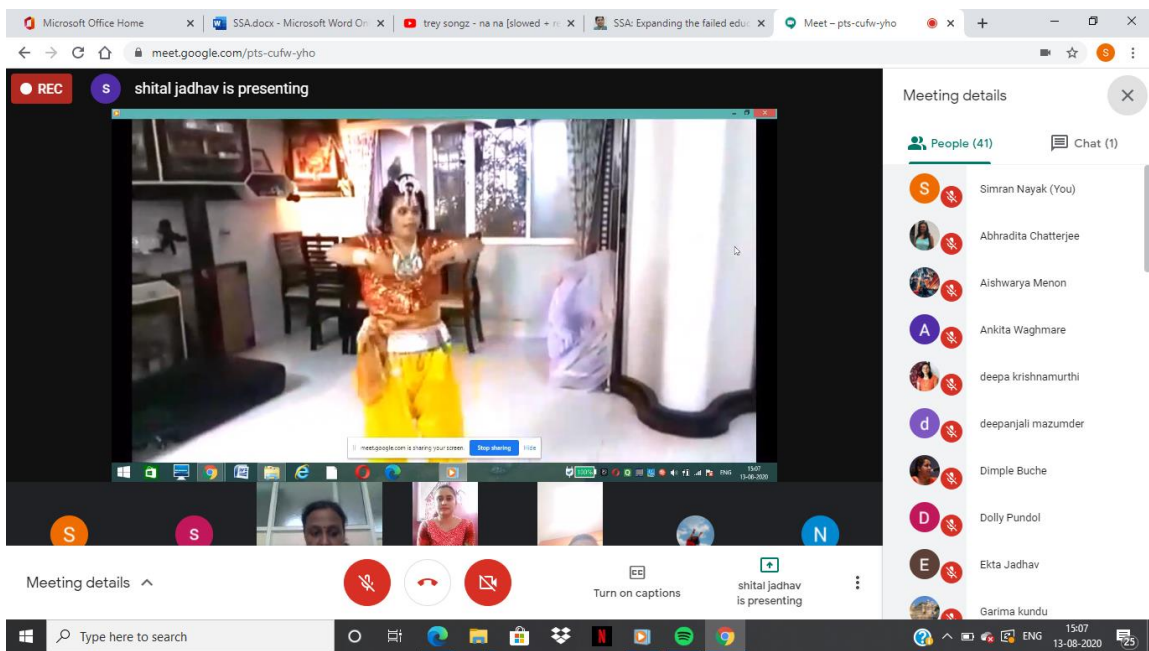 Microsoft Office Home
SSA.docx - Microsoft Word On
trey songz - na na [slowed + re
SSA: Expanding the failed educ
Meet – pts-cufw-yho
meet.google.com/pts-cufw-yho
S
REC
s
shital jadhav is presenting
Meeting details
People (41)
Chat (1)
S
Simran Nayak (You)
Abhradita Chatterjee
Aishwarya Menon
A
Ankita Waghmare
deepa krishnamurthi
d
deepanjali mazumder
Dimple Buche
D
Dolly Pundol
E
Ekta Jadhav
Garima kundu
meet.google.com is sharing your screen.
Stop sharing
Hide
100%
ENG
15:07
13-08-2020
S
s
N
Meeting details
CC
Turn on captions
shital jadhav
is presenting
Type here to search
N
ENG
15:07
13-08-2020
25